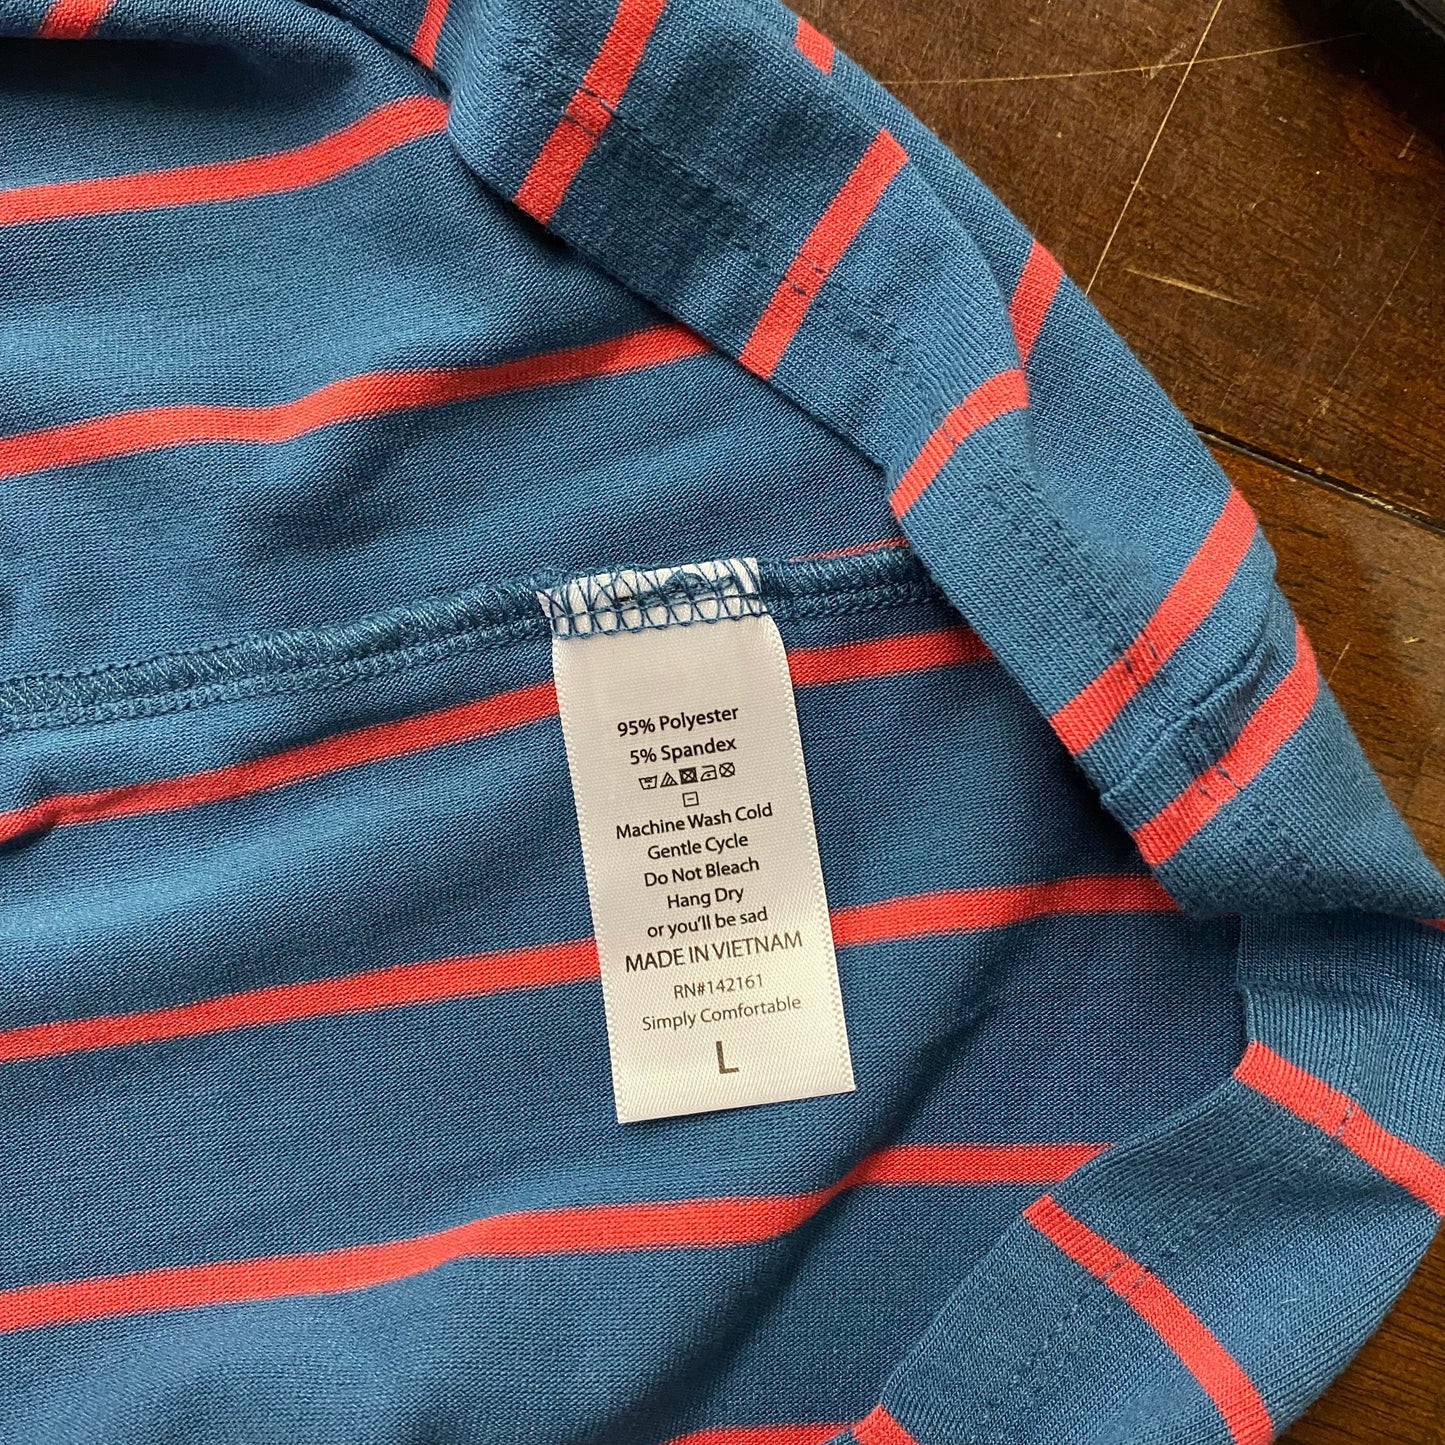 95% Polyester
5% Spandex
Machine Wash Cold
Gentle Cycle
Do Not Bleach
Hang Dry
or you'll be sad
MADE IN VIETNAM
RN#142161
Simply Comfortable
L